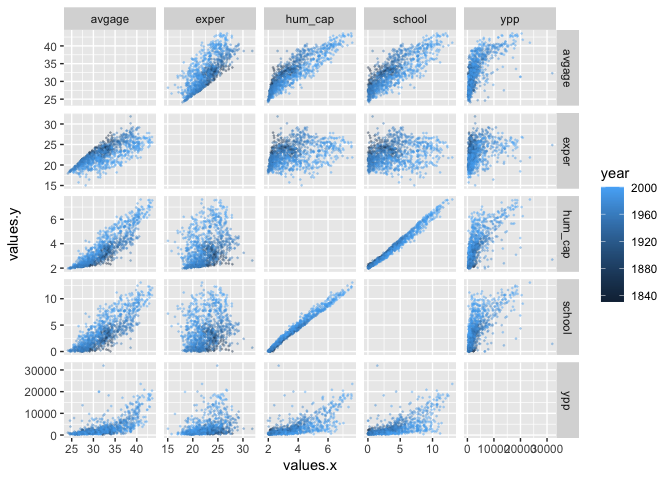 avgage exper hum_cap school ypp
40
35
30
25
avgage
30
25
20
15
exper
year
2000
1960
1920
1880
1840
values.y
6
4
2
hum_cap
10
5
0
school
30000
20000
10000
0
ypp
25 30 35 40 15 20 25 30 2 4 6 0 5 10 0 10000 20000 30000
values.x